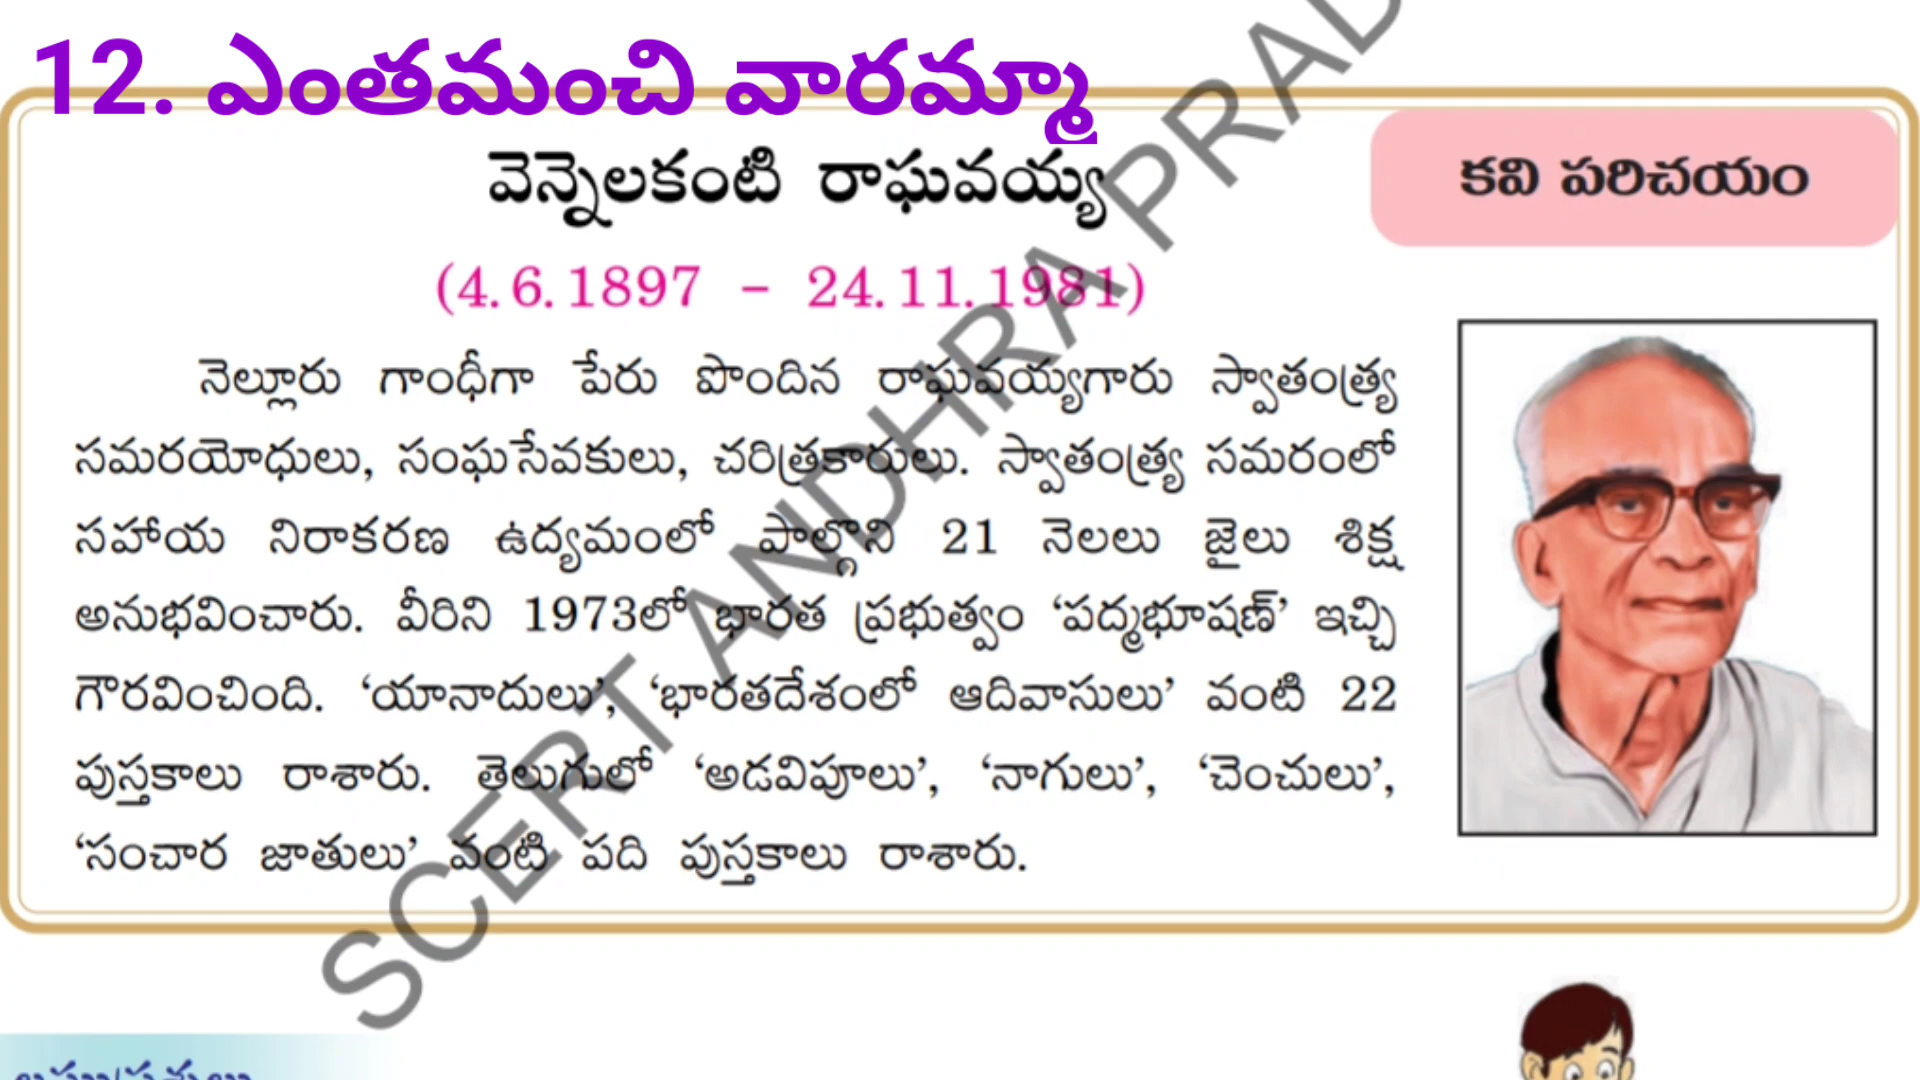 12. ఎంతమంచి వారమ్మా
వెన్నెలకంటి రాఘవయ్య
కవి పరిచయం
(4.6.1897 - 24.11.1981)
నెల్లూరు గాంధీగా పేరు పొందిన రాఘవయ్యగారు స్వాతంత్ర్య
సమరయోధులు, సంఘసేవకులు, చరిత్రకారులు. స్వాతంత్ర్య సమరంలో
సహాయ నిరాకరణ ఉద్యమంలో పాల్గొని 21 నెలలు జైలు శిక్ష
అనుభవించారు. వీరిని 1973లో భారత ప్రభుత్వం ‘పద్మభూషణ్’ ఇచ్చి
గౌరవించింది. ‘యానాదులు’, ‘భారతదేశంలో ఆదివాసులు’ వంటి 22
పుస్తకాలు రాశారు. తెలుగులో ‘అడవిపూలు’, ‘నాగులు’, ‘చెంచులు’,
‘సంచార జాతులు’ వంటి పది పుస్తకాలు రాశారు.
SCERT ANDHRA PRAD